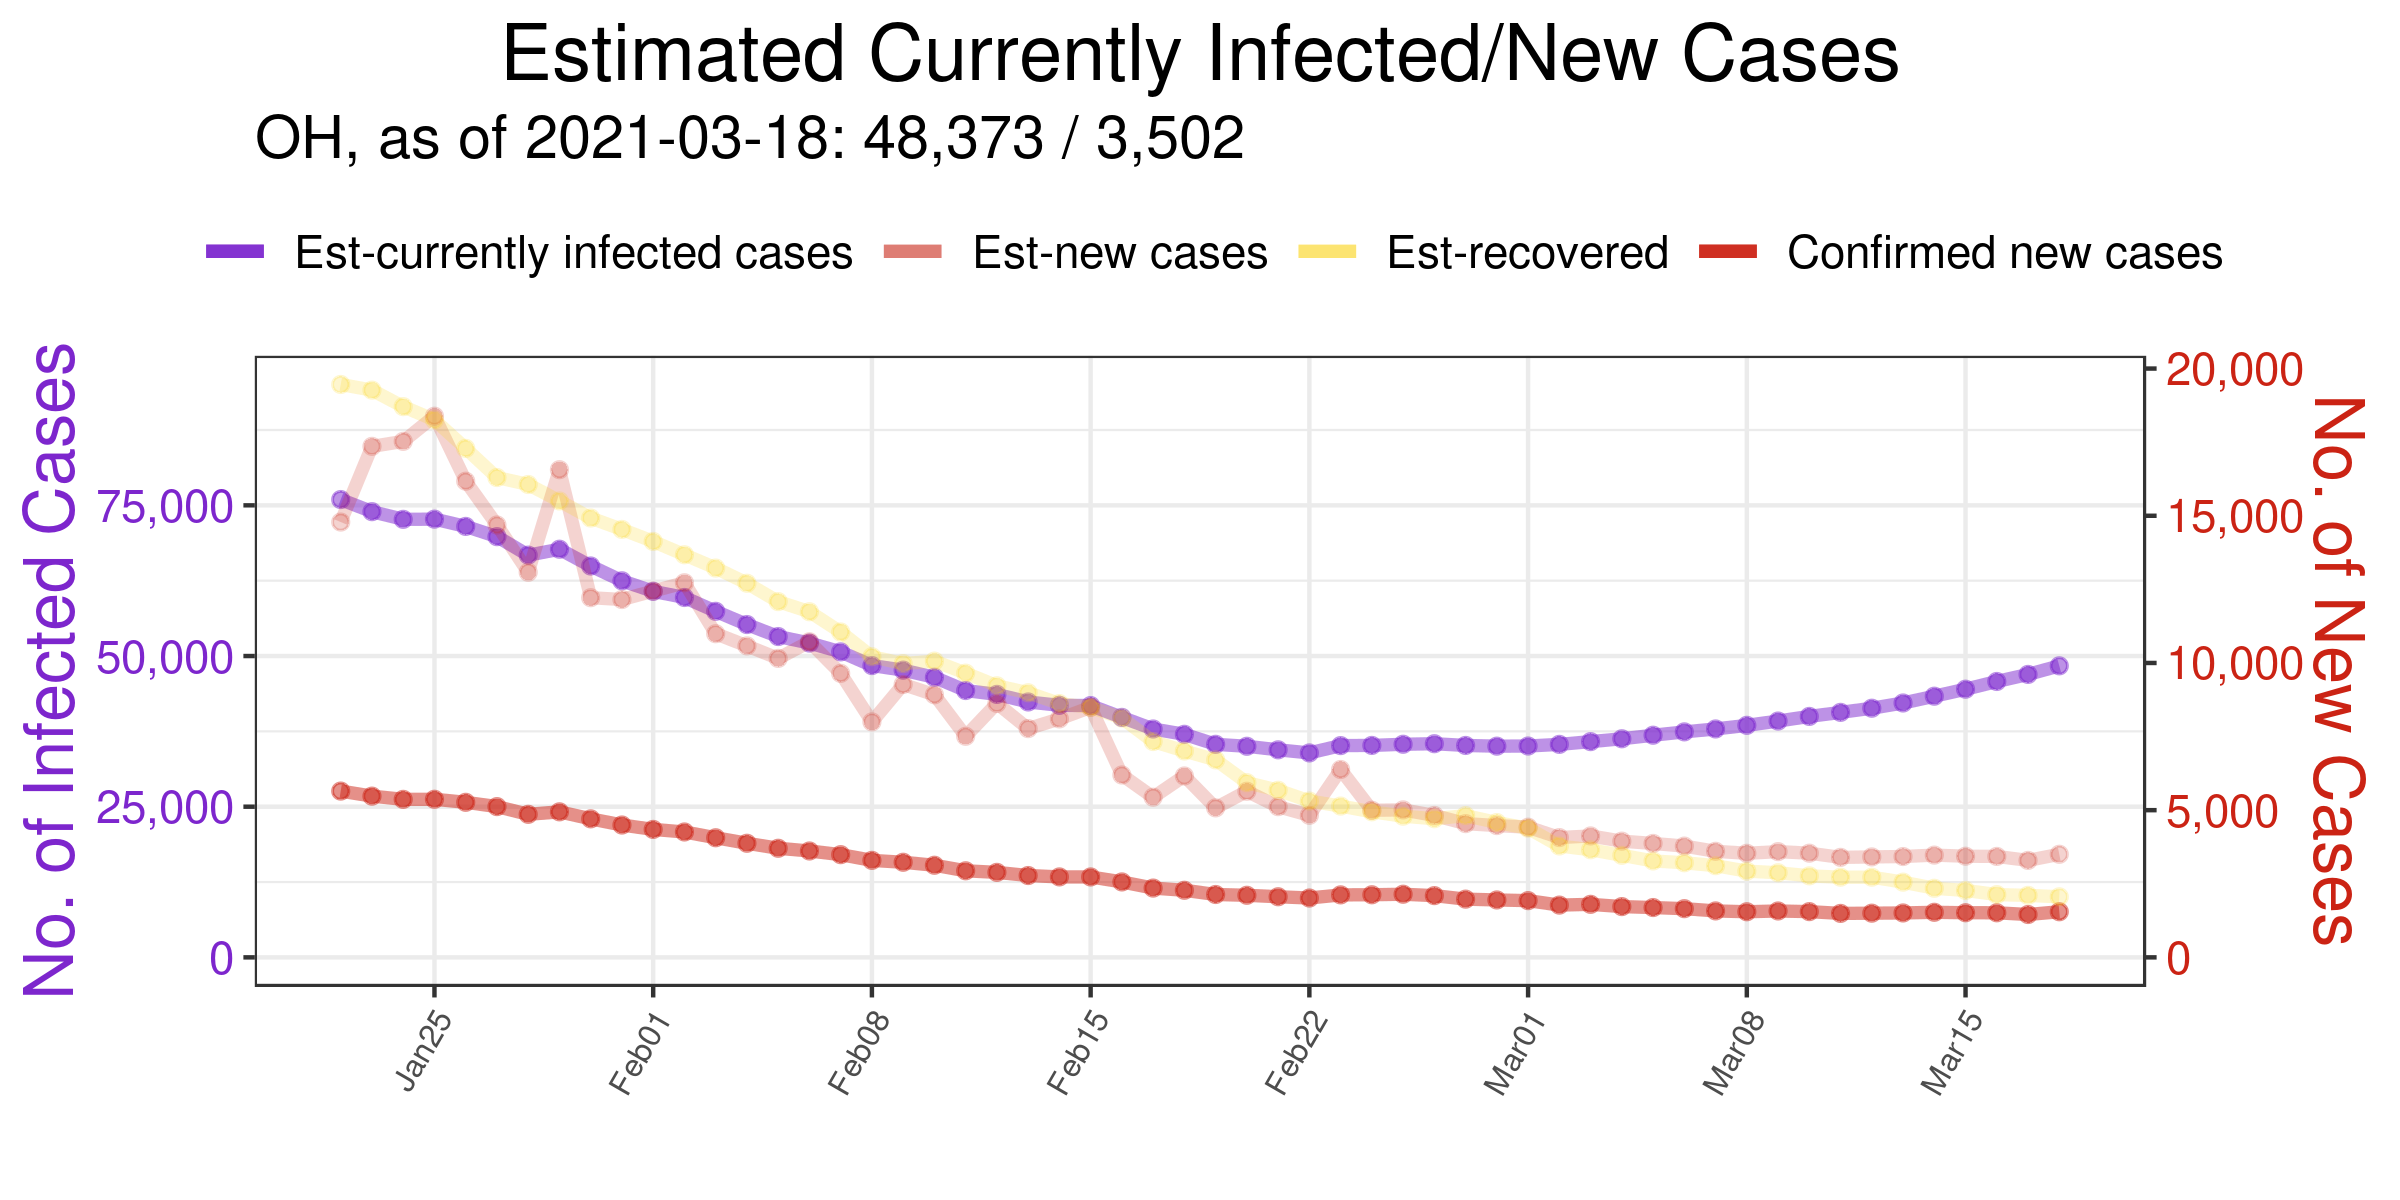 Estimated Currently Infected/New Cases
OH, as of 2021-03-18: 48,373 / 3,502
Est-currently infected cases Est-new cases Est-recovered Confirmed new cases
No. of Infected Cases
75,000
50,000
25,000
0
20,000
15,000
10,000
5,000
0
No. of New Cases
Jan25 Feb01 Feb08 Feb15 Feb22 Mar01 Mar08 Mar15